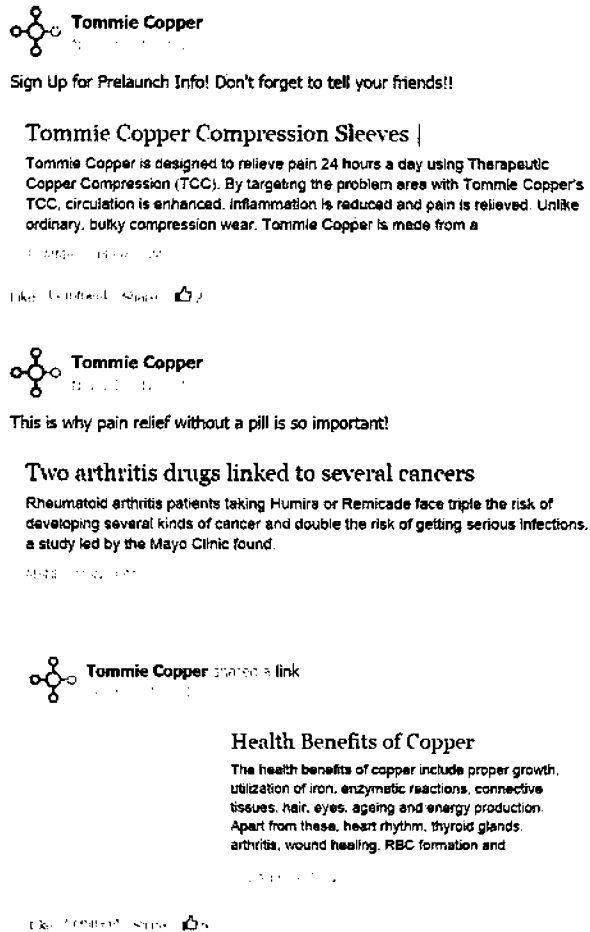 Tommie Copper
Sign Up for Prelaunch Info! Don't forget to tell your friends!!
Tommie Copper Compression Sleeves |
Tommie Copper is designed to relieve pain 24 hours a day using Therapeutic
Copper Compression (TCC). By targeting the problem area with Tommie Copper's
TCC, circulation is enhanced, inflammation is reduced and pain is relieved. Unlike
ordinary, bulky compression wear, Tommie Copper is made from a
Like Comment Share
Tommie Copper
This is why pain relief without a pill is so important!
Two arthritis drugs linked to several cancers
Rheumatoid arthritis patients taking Humira or Remicade face triple the risk of
developing several kinds of cancer and double the risk of getting serious infections,
a study led by the Mayo Clinic found.
Tommie Copper shared a link
Health Benefits of Copper
The health benefits of copper include proper growth,
utilization of iron, enzymatic reactions, connective
tissues, hair, eyes, ageing and energy production.
Apart from these, heart rhythm, thyroid glands,
arthritis, wound healing, RBC formation and
Like Comment Share